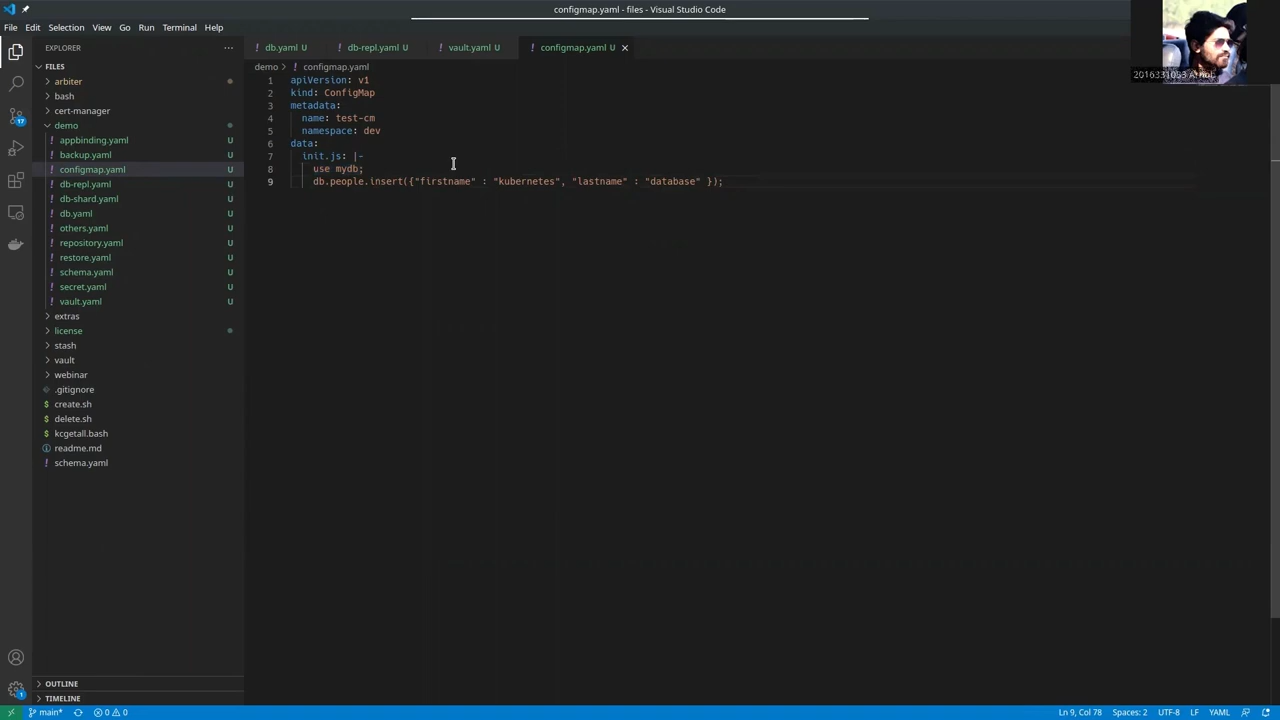 configmap.yaml - files - Visual Studio Code
File Edit Selection View Go Run Terminal Help
2016331053
EXPLORER ···
db.yaml U db-repl.yaml U vault.yaml U configmap.yaml U
demo > configmap.yaml
FILES
arbiter
bash
cert-manager
demo
appbinding.yaml U
backup.yaml U
configmap.yaml U
db-repl.yaml U
db-shard.yaml U
db.yaml U
others.yaml U
repository.yaml U
restore.yaml U
schema.yaml U
secret.yaml U
vault.yaml U
extras
license
stash
vault
webinar
.gitignore
create.sh
delete.sh
kcgetall.bash
readme.md
schema.yaml
OUTLINE
TIMELINE
17
1
1 apiVersion: v1
2 kind: ConfigMap
3 metadata:
4 name: test-cm
5 namespace: dev
6 data:
7 init.js: |-
8 use mydb;
9 db.people.insert({"firstname" : "kubernetes", "lastname" : "database" });
main* 0 0 Ln 9, Col 78 Spaces: 2 UTF-8 LF YAML